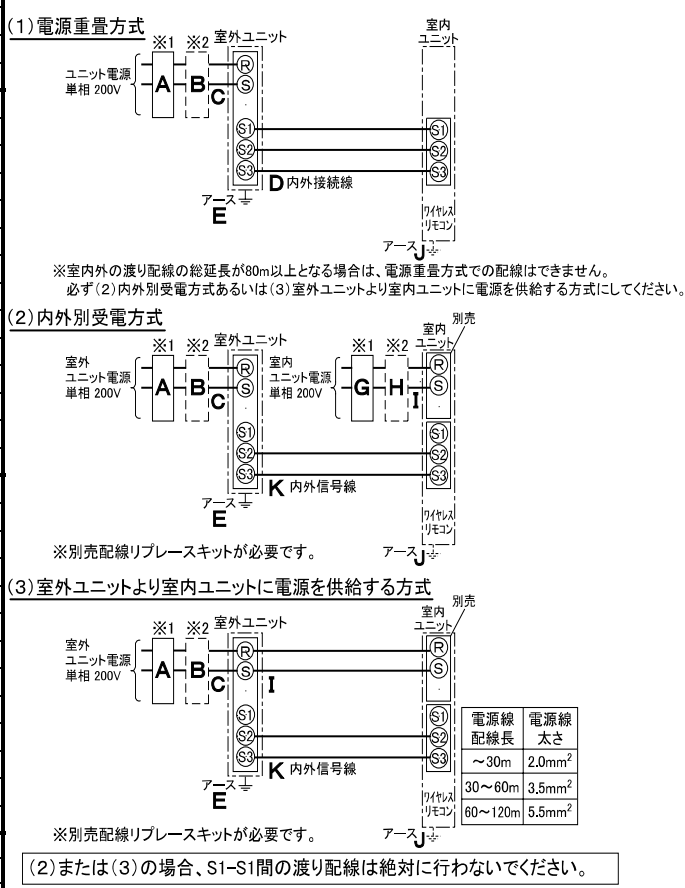 (1)電源重畳方式
※1 ※2 室外ユニット
室内
ユニット
ユニット電源
単相 200V
A B C
R
S
S1 S1
S2 S2
S3 S3
D 内外接続線
アース
E
ワイヤレス
リモコン
アース J
※室内外の渡り配線の総延長が80m以上となる場合は、電源重畳方式での配線はできません。
必ず(2)内外別受電方式あるいは(3)室外ユニットより室内ユニットに電源を供給する方式にしてください。
(2)内外別受電方式
※1 ※2 室外ユニット
※1 ※2
室内
ユニット
別売
室外
ユニット電源
単相 200V
A B C
R
S
室内
ユニット電源
単相 200V
G H I
R
S
S1 S1
S2 S2
S3 S3
K 内外信号線
アース
E
ワイヤレス
リモコン
アース J
※別売配線リプレースキットが必要です。
(3)室外ユニットより室内ユニットに電源を供給する方式
※1 ※2 室外ユニット
室内
ユニット
別売
室外
ユニット電源
単相 200V
A B C
R R
S S
I
S1 S1
S2 S2
S3 S3
K 内外信号線
アース
E
ワイヤレス
リモコン
アース J
電源線
配線長
電源線
太さ
~30m 2.0mm²
30~60m 3.5mm²
60~120m 5.5mm²
※別売配線リプレースキットが必要です。
(2)または(3)の場合、S1-S1間の渡り配線は絶対に行わないでください。